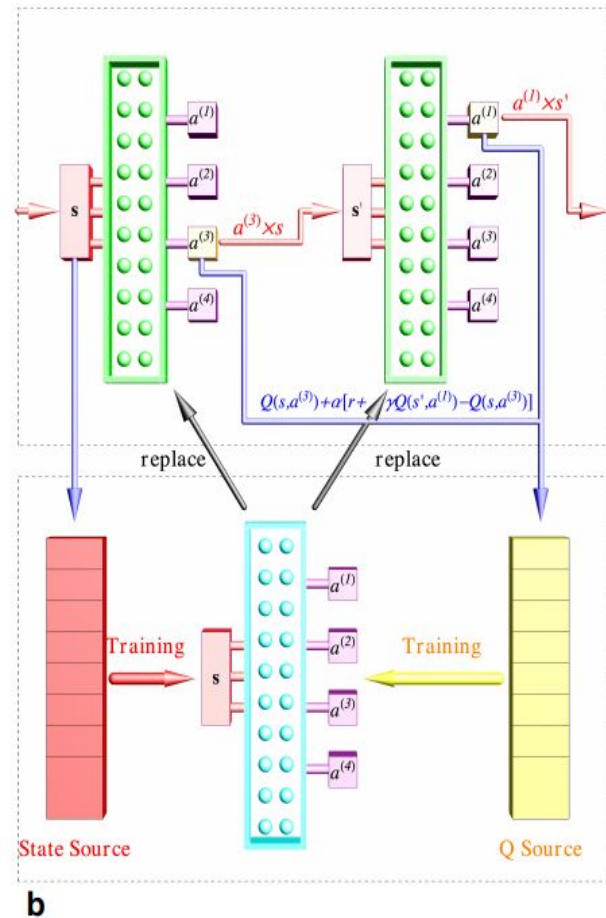 a^(1)
a^(2)
s
a^(3)
a^(4)
a^(3)×s
s'
a^(1)
a^(2)
a^(3)
a^(4)
a^(1)×s'
Q(s,a^(3))+α[r+ γQ(s',a^(1))−Q(s,a^(3))]
replace
replace
Training
s
a^(1)
a^(2)
a^(3)
a^(4)
Training
State Source
Q Source
b